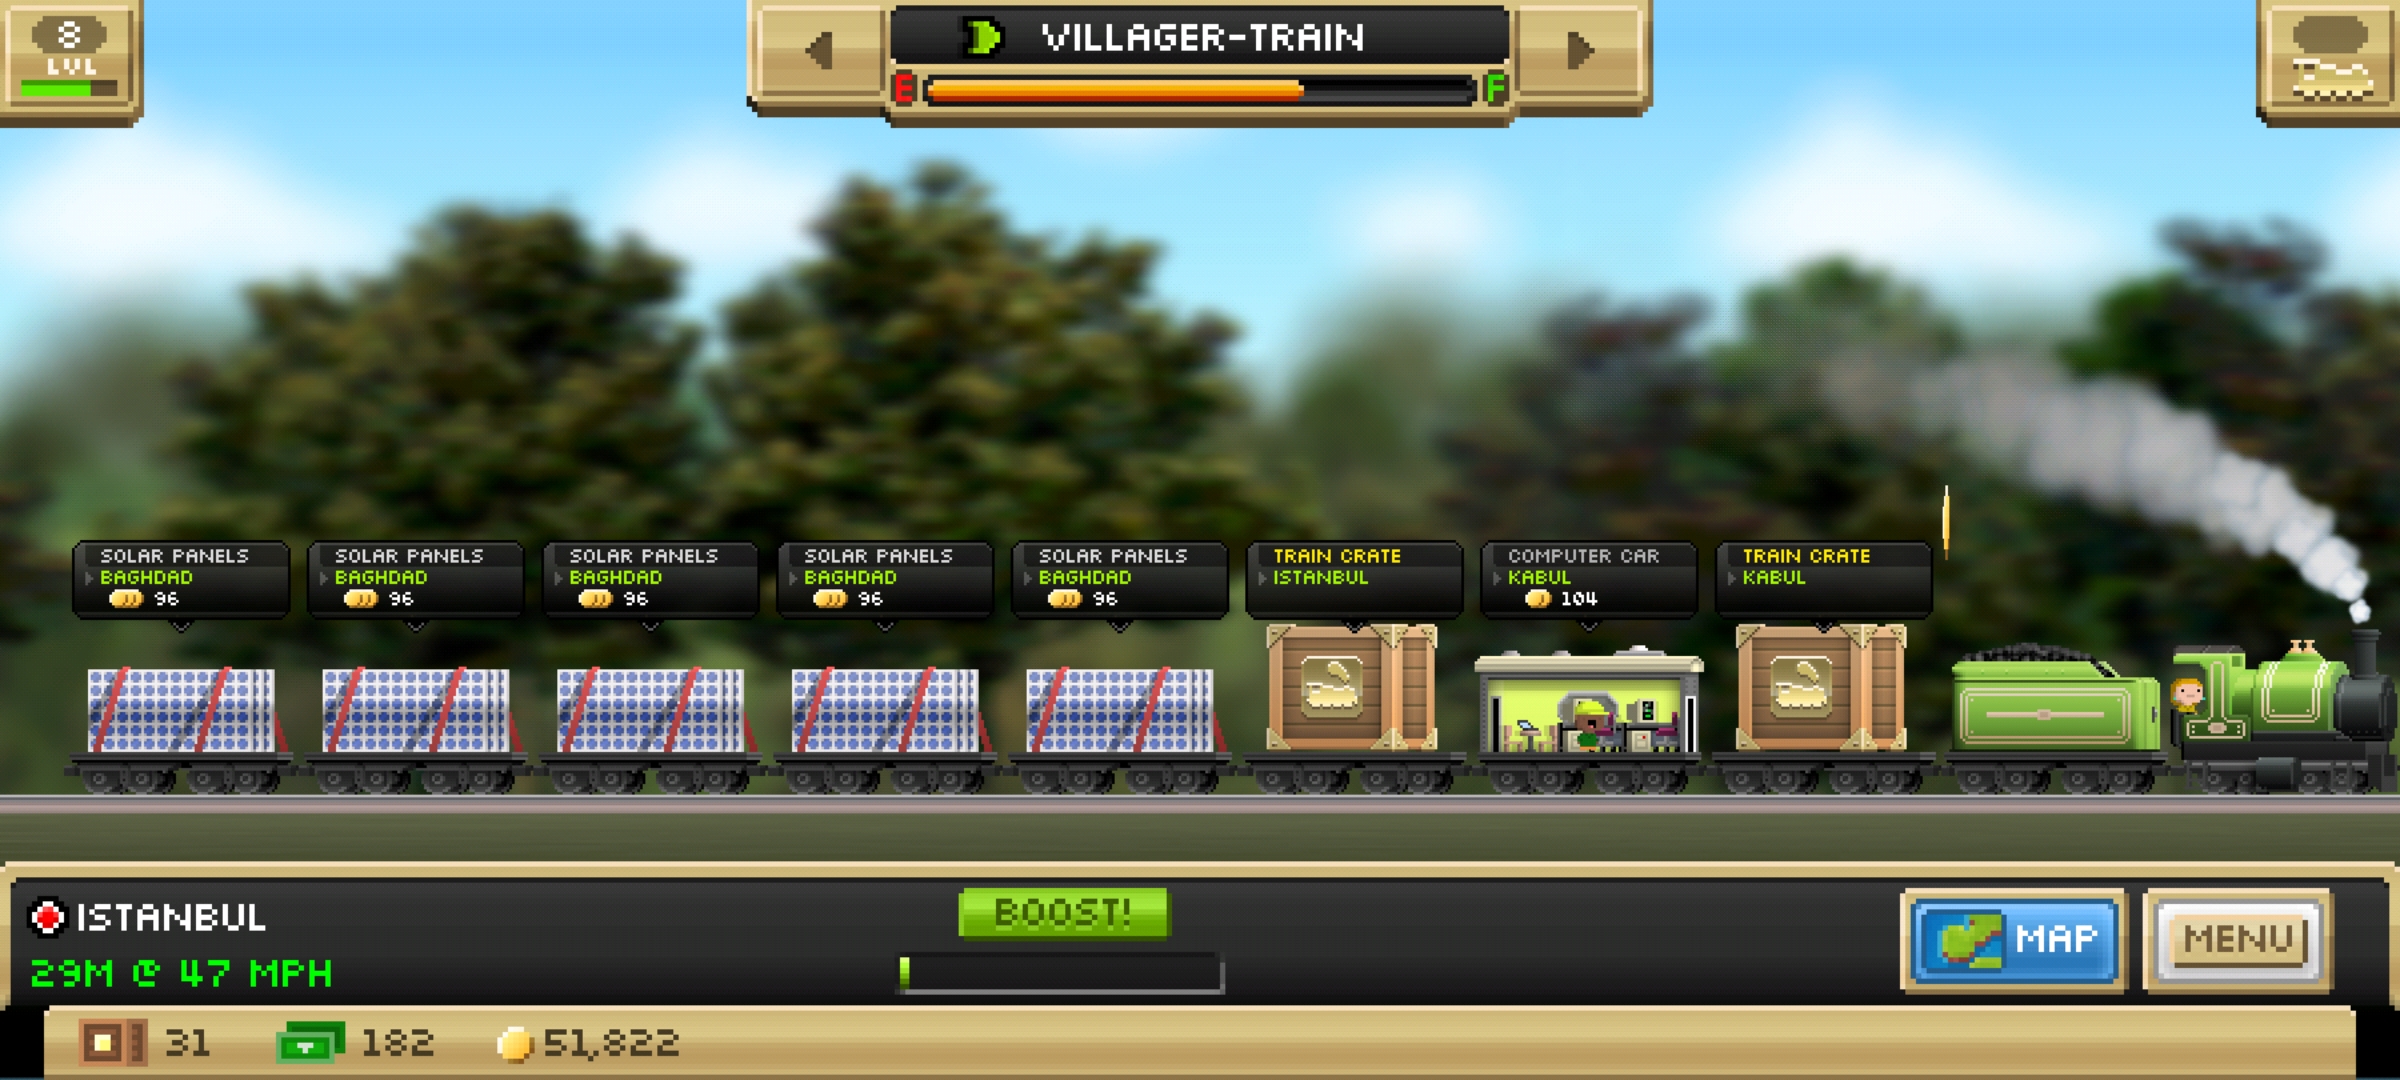 8
LVL
VILLAGER-TRAIN
E F
SOLAR PANELS
BAGHDAD
96
SOLAR PANELS
BAGHDAD
96
SOLAR PANELS
BAGHDAD
96
SOLAR PANELS
BAGHDAD
96
SOLAR PANELS
BAGHDAD
96
TRAIN CRATE
ISTANBUL
COMPUTER CAR
KABUL
104
TRAIN CRATE
KABUL
ISTANBUL
29M @ 47 MPH
BOOST!
MAP
MENU
31 182 51,822